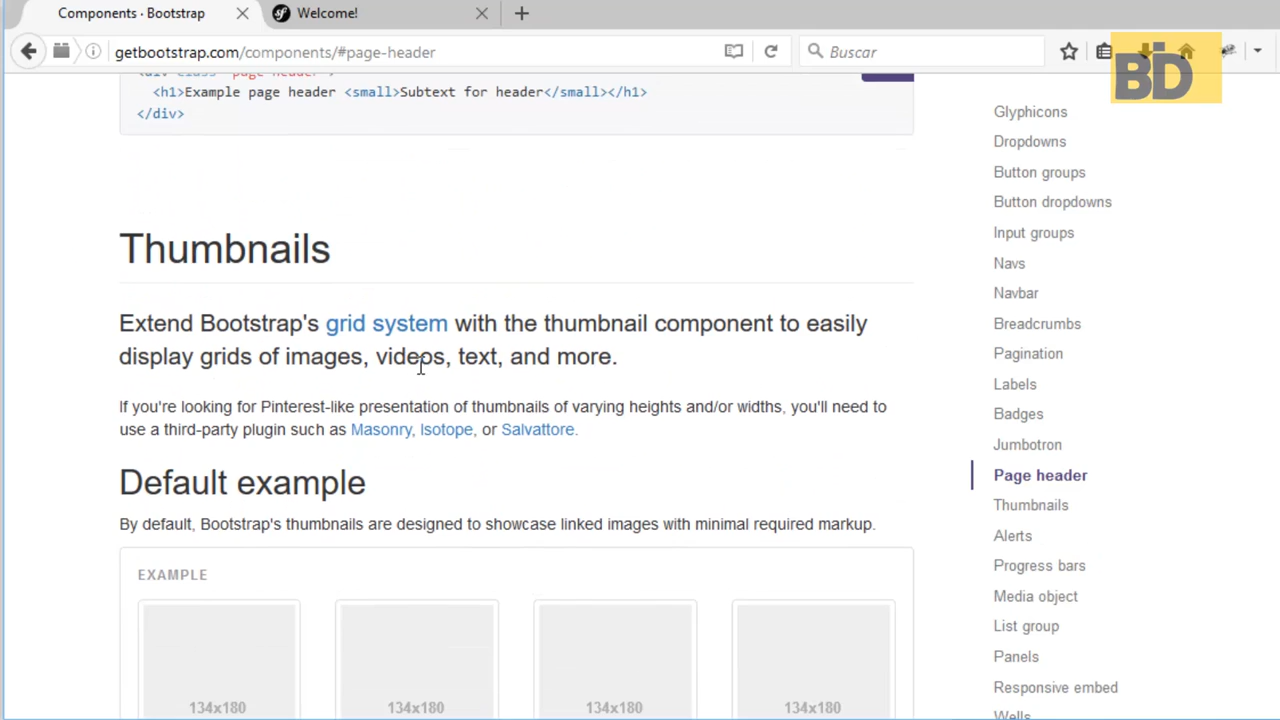 Components · Bootstrap
Welcome!
getbootstrap.com/components/#page-header
Buscar
BD
<h1>Example page header <small>Subtext for header</small></h1>
</div>
Thumbnails
Extend Bootstrap's grid system with the thumbnail component to easily
display grids of images, videos, text, and more.
If you're looking for Pinterest-like presentation of thumbnails of varying heights and/or widths, you'll need to
use a third-party plugin such as Masonry, Isotope, or Salvattore.
Default example
By default, Bootstrap's thumbnails are designed to showcase linked images with minimal required markup.
EXAMPLE
134x180
134x180
134x180
134x180
Glyphicons
Dropdowns
Button groups
Button dropdowns
Input groups
Navs
Navbar
Breadcrumbs
Pagination
Labels
Badges
Jumbotron
Page header
Thumbnails
Alerts
Progress bars
Media object
List group
Panels
Responsive embed
Wells